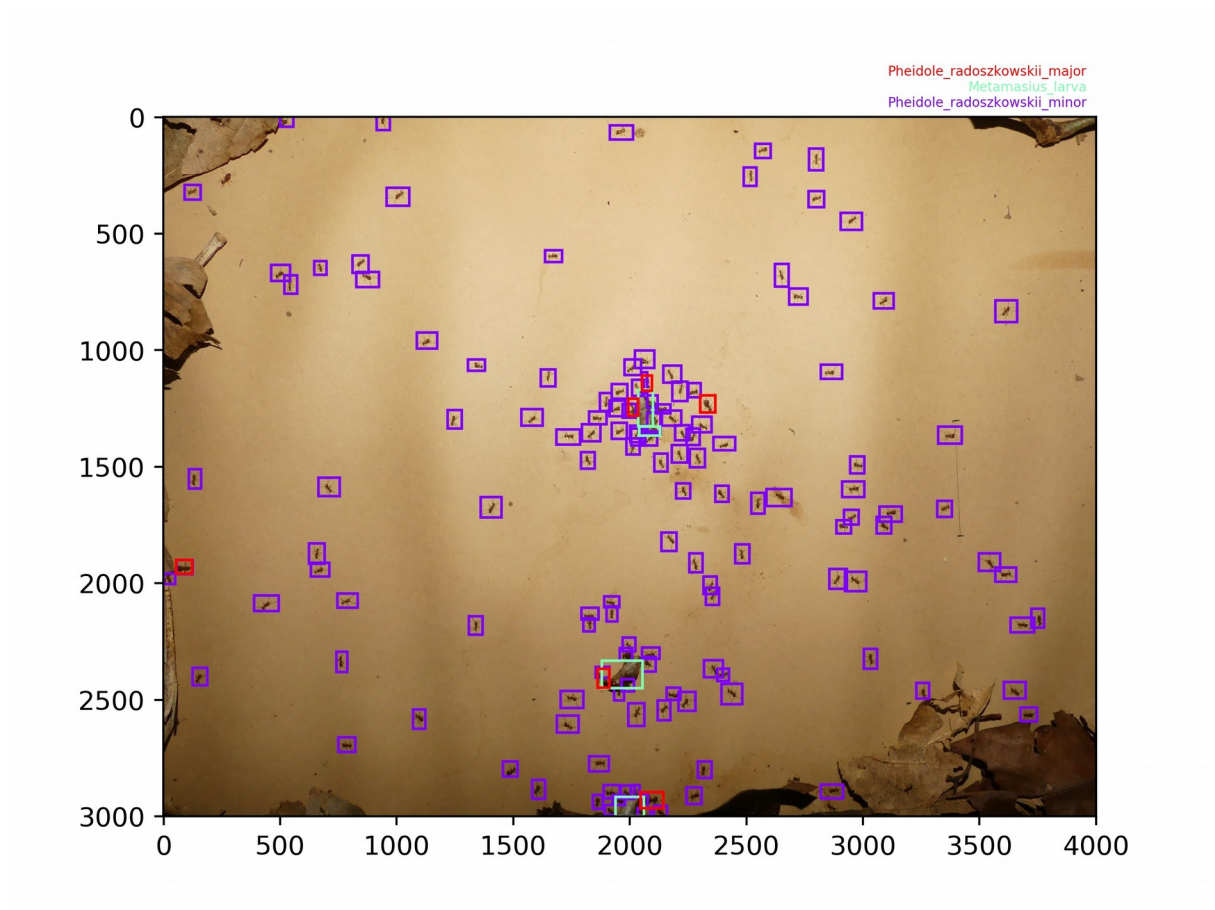 Pheidole_radoszkowskii_major
Metamasius_larva
Pheidole_radoszkowskii_minor
0
500
1000
1500
2000
2500
3000
0 500 1000 1500 2000 2500 3000 3500 4000